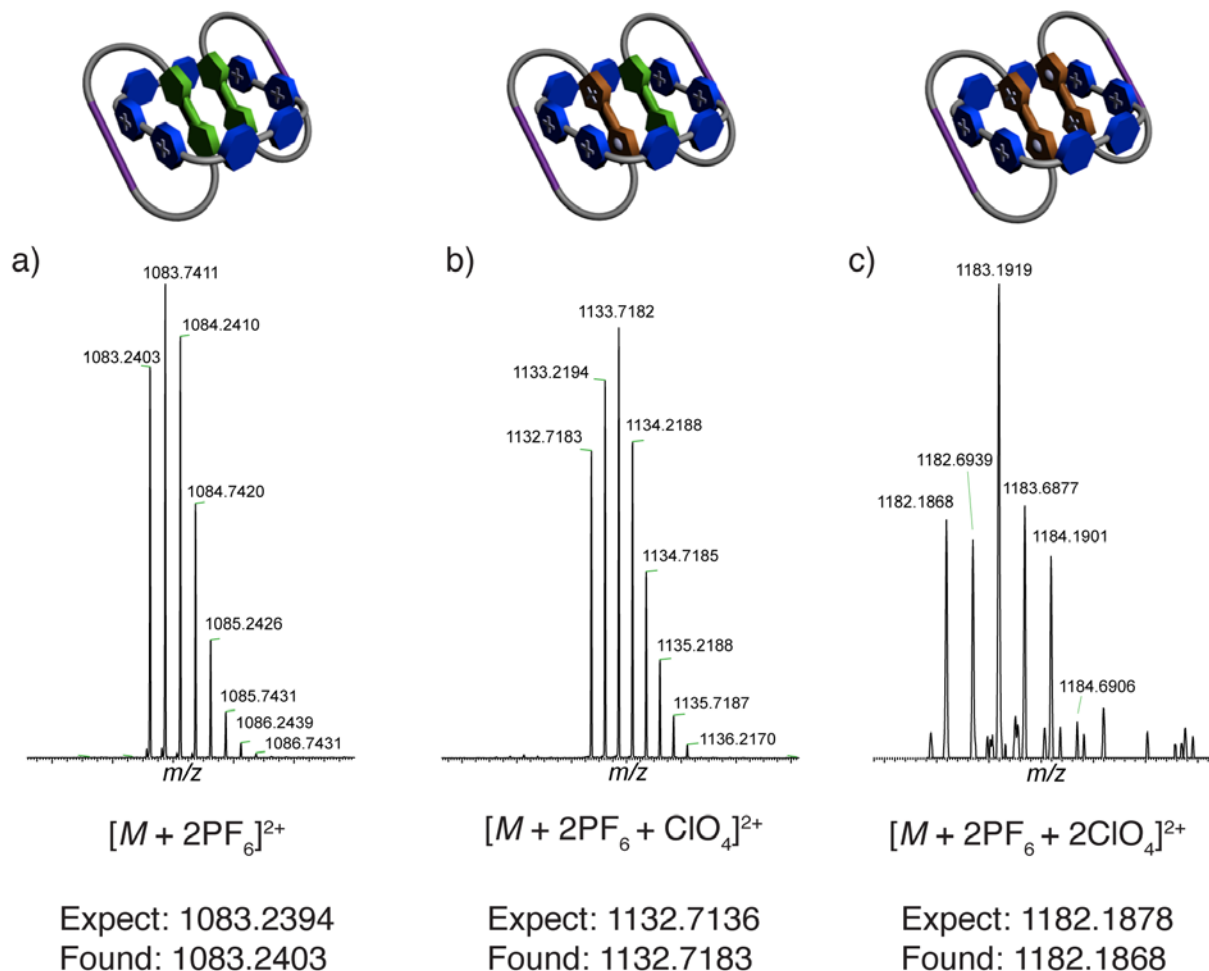 a)
b)
c)
1083.7411
1084.2410
1083.2403
1084.7420
1085.2426
1085.7431
1086.2439
1086.7431
m/z
1133.7182
1133.2194
1132.7183
1134.2188
1134.7185
1135.2188
1135.7187
1136.2170
m/z
1183.1919
1182.6939
1182.1868
1183.6877
1184.1901
1184.6906
m/z
[M + 2PF6]2+
[M + 2PF6 + ClO4]2+
[M + 2PF6 + 2ClO4]2+
Expect: 1083.2394
Found: 1083.2403
Expect: 1132.7136
Found: 1132.7183
Expect: 1182.1878
Found: 1182.1868